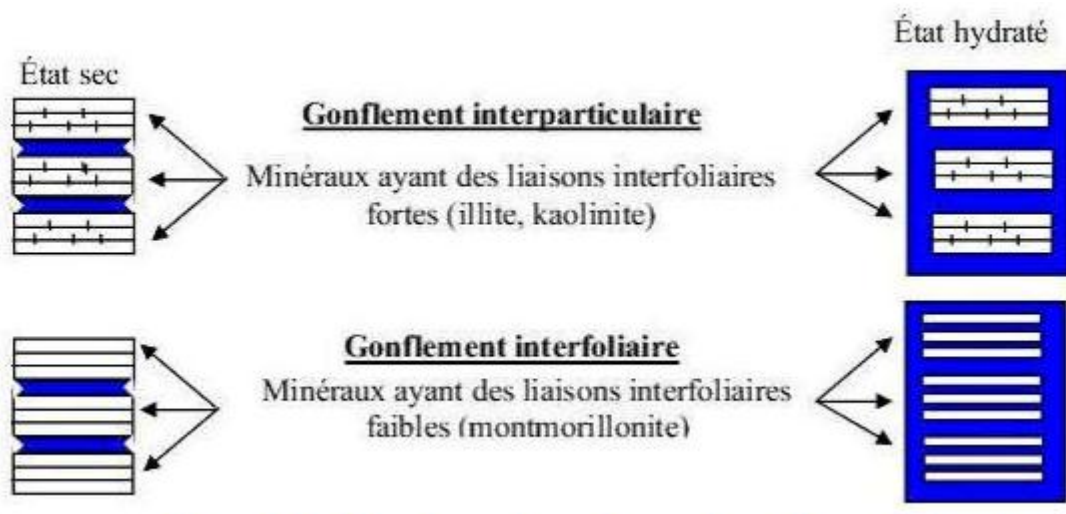 État hydraté
État sec
Gonflement interparticulaire
Minéraux ayant des liaisons interfoliaires
fortes (illite, kaolinite)
Gonflement interfoliaire
Minéraux ayant des liaisons interfoliaires
faibles (montmorillonite)